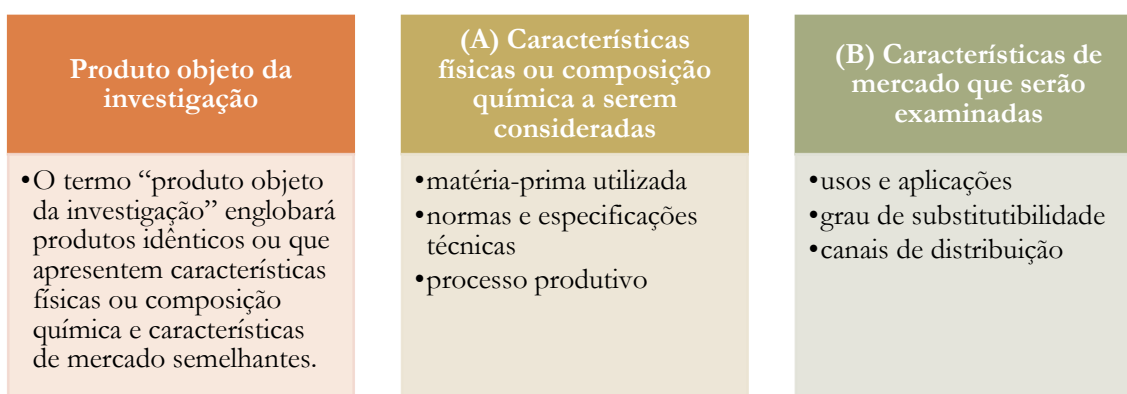 Produto objeto da
investigação
•O termo “produto objeto
da investigação” englobará
produtos idênticos ou que
apresentem características
físicas ou composição
química e características
de mercado semelhantes.
(A) Características
físicas ou composição
química a serem
consideradas
•matéria-prima utilizada
•normas e especificações
técnicas
•processo produtivo
(B) Características de
mercado que serão
examinadas
•usos e aplicações
•grau de substitutibilidade
•canais de distribuição